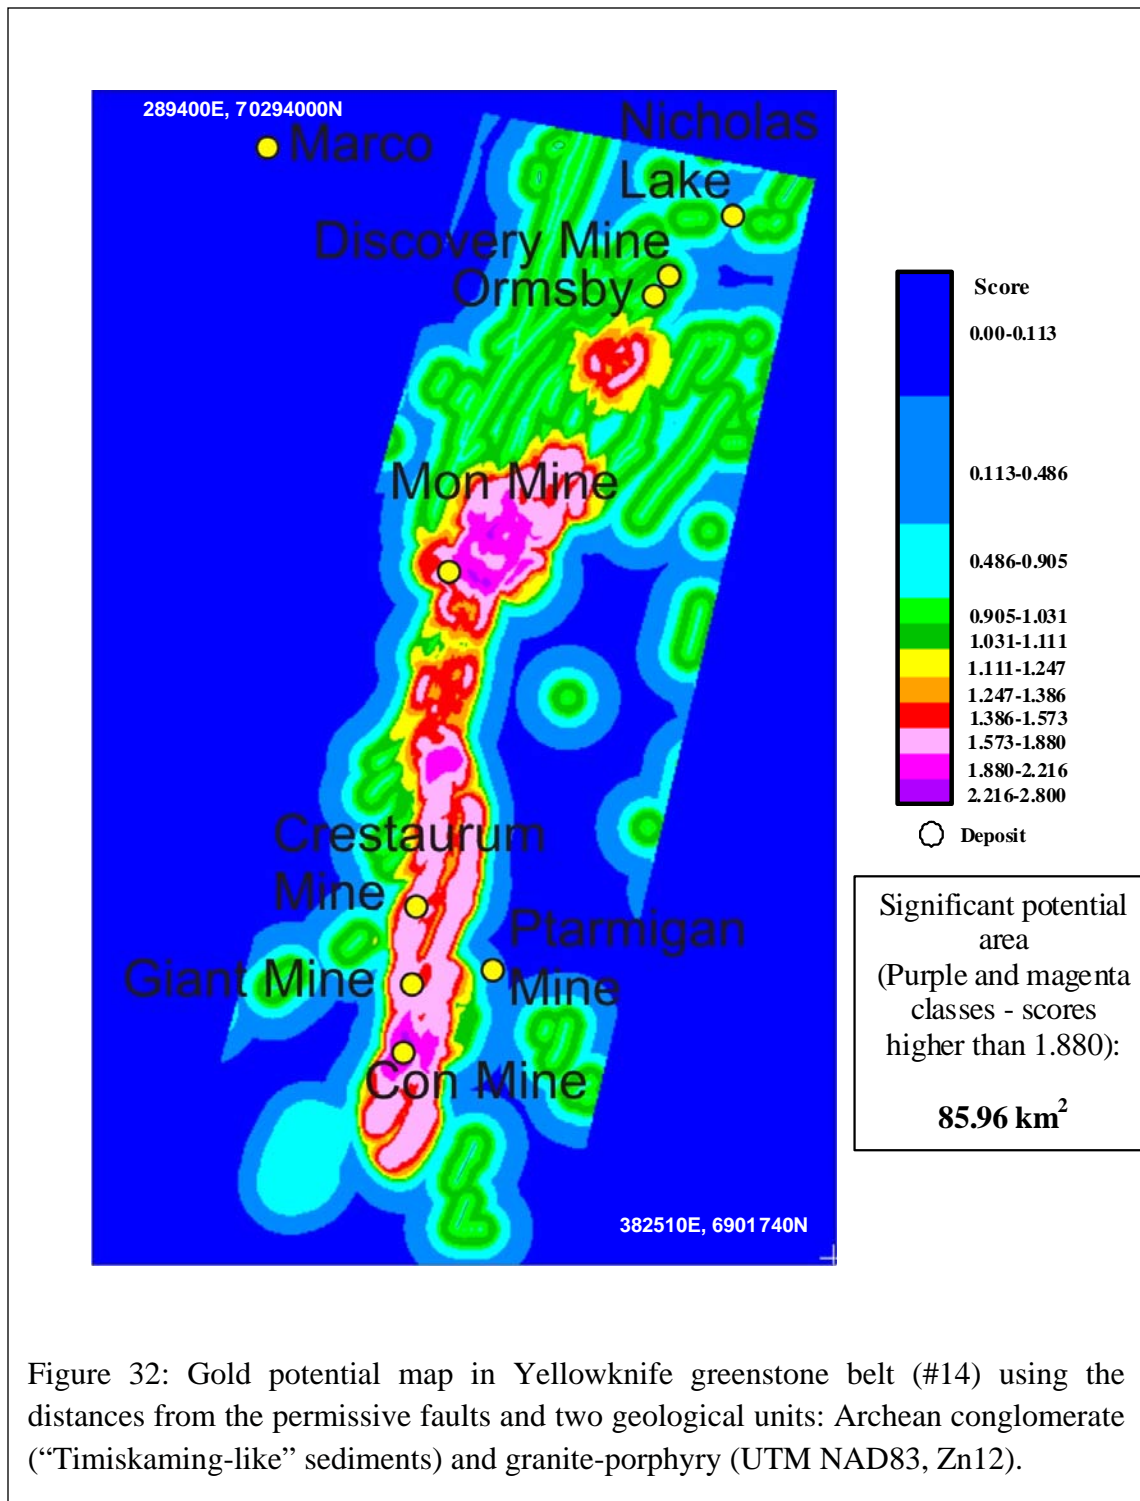 289400E, 70294000N
Marco
Nicholas
Lake
Discovery Mine
Ormsby
Mon Mine
Crestaurum
Mine
Ptarmigan
Mine
Giant Mine
Con Mine
382510E, 6901740N
Score
0.00-0.113
0.113-0.486
0.486-0.905
0.905-1.031
1.031-1.111
1.111-1.247
1.247-1.386
1.386-1.573
1.573-1.880
1.880-2.216
2.216-2.800
Deposit
Significant potential
area
(Purple and magenta
classes - scores
higher than 1.880):
85.96 km²
Figure 32: Gold potential map in Yellowknife greenstone belt (#14) using the
distances from the permissive faults and two geological units: Archean conglomerate
(“Timiskaming-like” sediments) and granite-porphyry (UTM NAD83, Zn12).